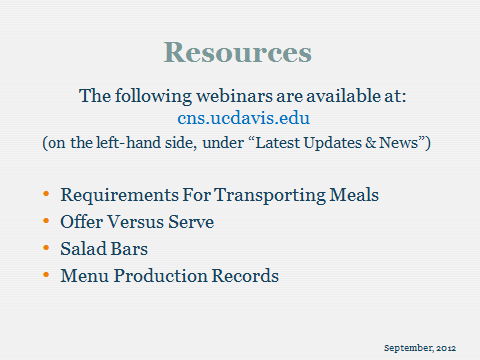 Resources
The following webinars are available at:
cns.ucdavis.edu
(on the left-hand side, under “Latest Updates & News”)
• Requirements For Transporting Meals
• Offer Versus Serve
• Salad Bars
• Menu Production Records
September, 2012